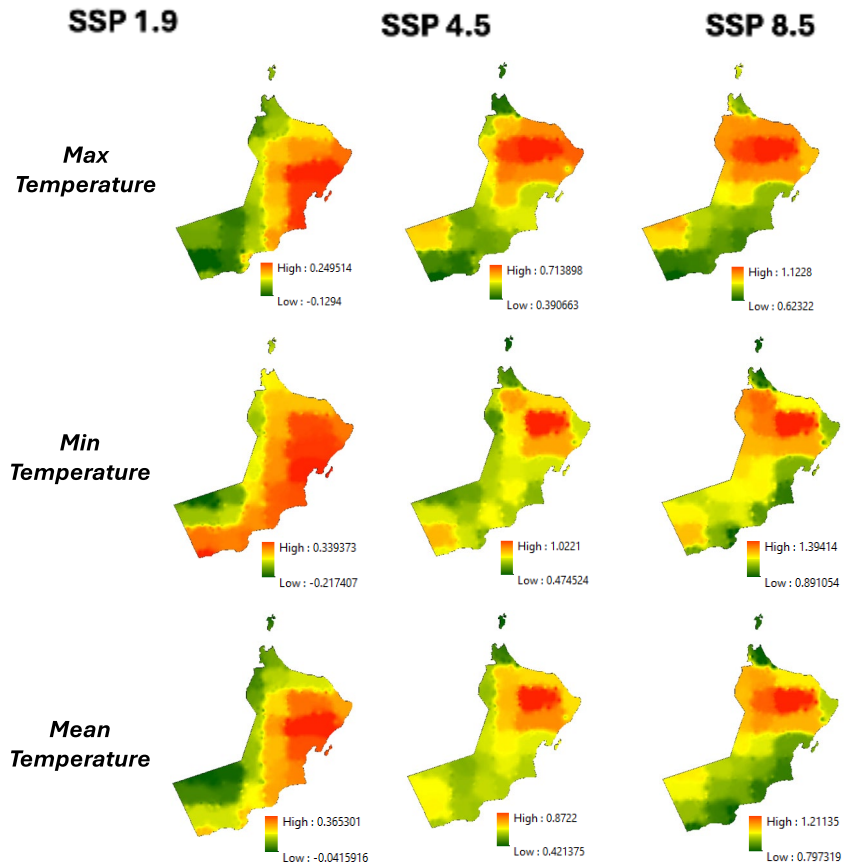 SSP 1.9
SSP 4.5
SSP 8.5
Max
Temperature
High : 0.249514
Low : -0.1294
High : 0.713898
Low : 0.390663
High : 1.1228
Low : 0.62322
Min
Temperature
High : 0.339373
Low : -0.217407
High : 1.0221
Low : 0.474524
High : 1.39414
Low : 0.891054
Mean
Temperature
High : 0.365301
Low : -0.0415916
High : 0.8722
Low : 0.421375
High : 1.21135
Low : 0.797319